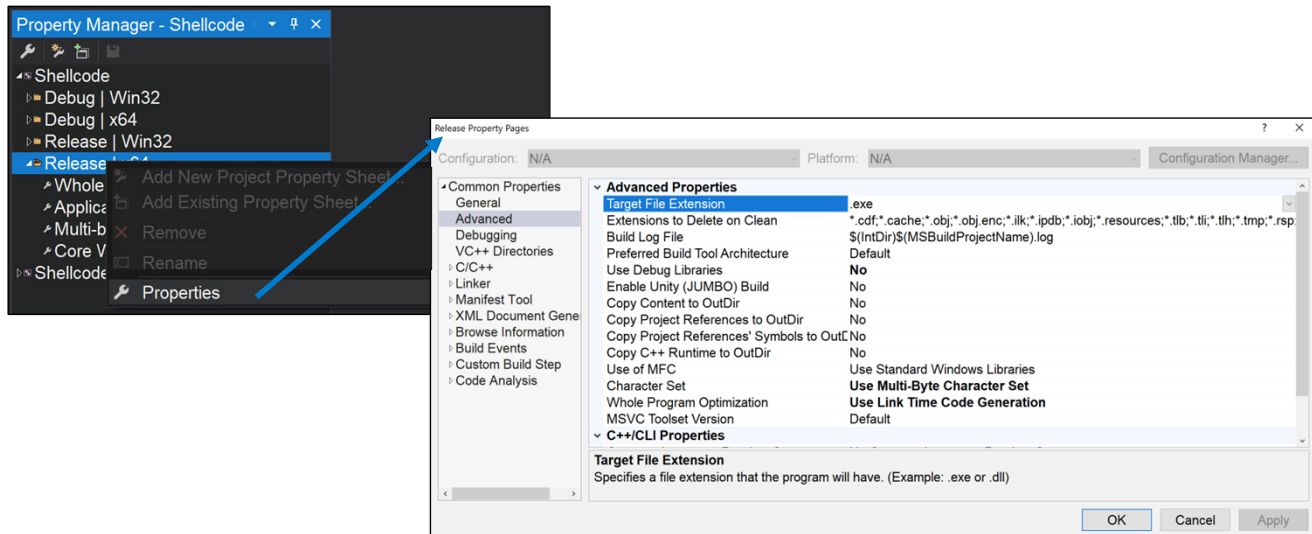 Property Manager - Shellcode
Shellcode
Debug | Win32
Debug | x64
Release | Win32
Release | x64
Whole
Applica
Multi-b
Core W
Shellcode
Add New Project Property Sheet...
Add Existing Property Sheet...
Remove
Rename
Properties
Release Property Pages
Configuration: N/A Platform: N/A Configuration Manager...
Common Properties
General
Advanced
Debugging
VC++ Directories
C/C++
Linker
Manifest Tool
XML Document Gene
Browse Information
Build Events
Custom Build Step
Code Analysis
Advanced Properties
Target File Extension .exe
Extensions to Delete on Clean *.cdf;*.cache;*.obj;*.obj.enc;*.ilk;*.ipdb;*.iobj;*.resources;*.tlb;*.tli;*.tlh;*.tmp;*.rsp;
Build Log File $(IntDir)$(MSBuildProjectName).log
Preferred Build Tool Architecture Default
Use Debug Libraries No
Enable Unity (JUMBO) Build No
Copy Content to OutDir No
Copy Project References to OutDir No
Copy Project References' Symbols to OutD No
Copy C++ Runtime to OutDir No
Use of MFC Use Standard Windows Libraries
Character Set Use Multi-Byte Character Set
Whole Program Optimization Use Link Time Code Generation
MSVC Toolset Version Default
C++/CLI Properties
Target File Extension
Specifies a file extension that the program will have. (Example: .exe or .dll)
OK Cancel Apply